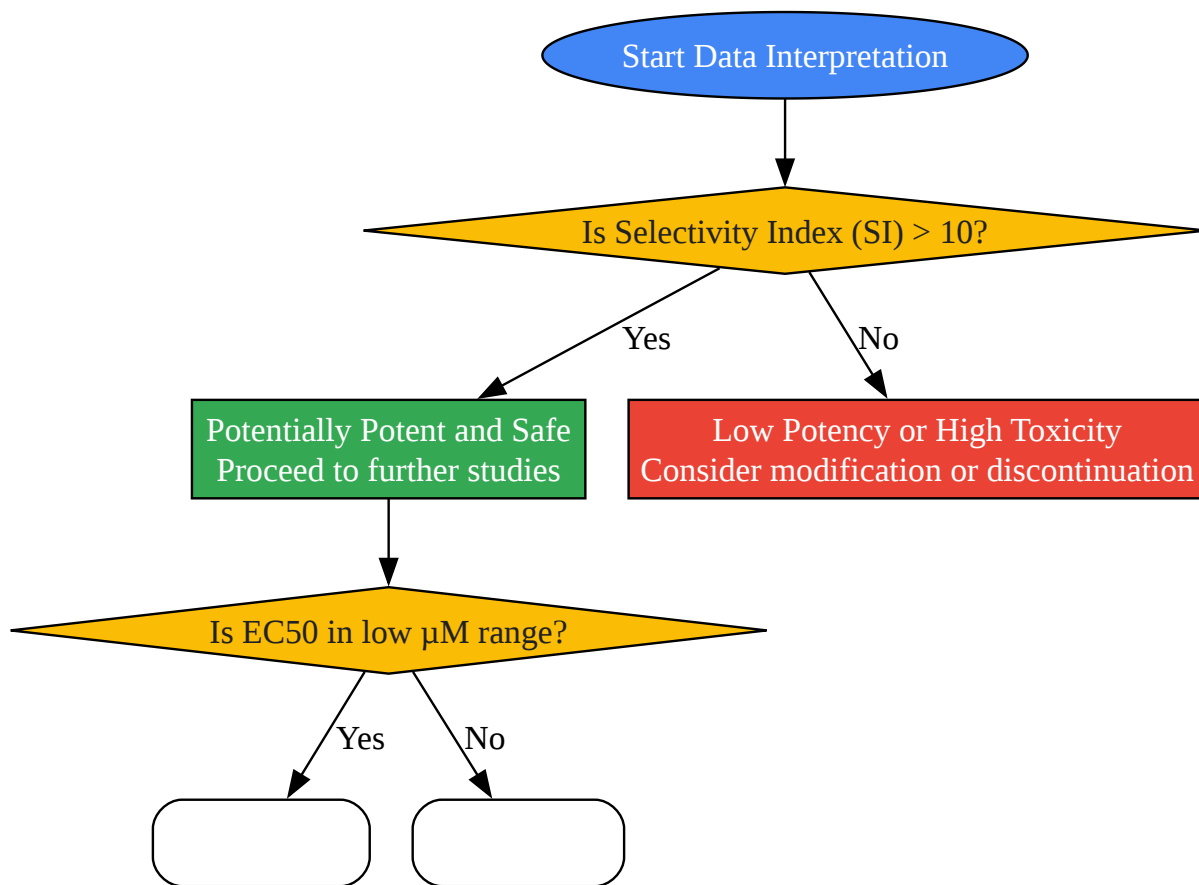 Start Data Interpretation
Is Selectivity Index (SI) > 10?
Yes
No
Potentially Potent and Safe
Proceed to further studies
Low Potency or High Toxicity
Consider modification or discontinuation
Is EC50 in low µM range?
Yes
No